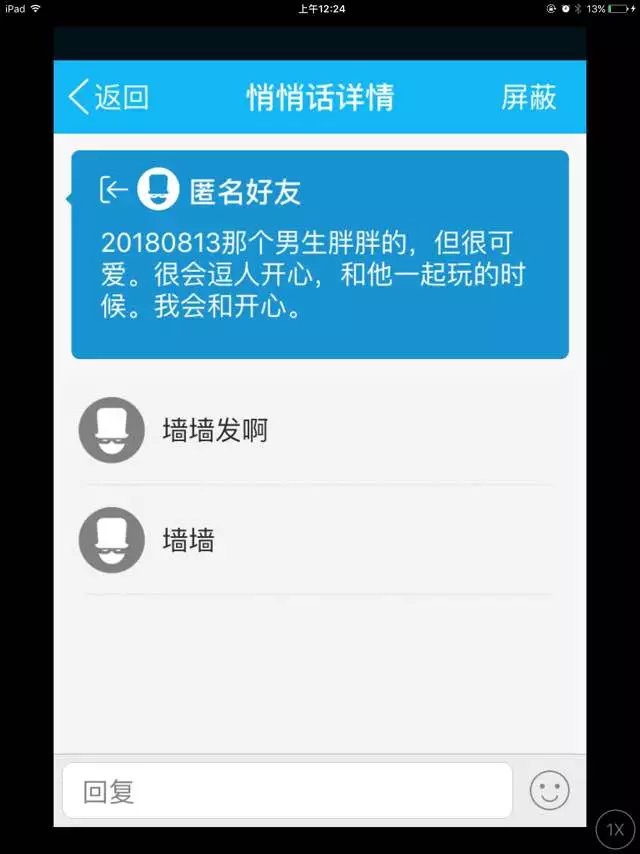 iPad 上午12:24 13%
返回 悄悄话详情 屏蔽
匿名好友
20180813那个男生胖胖的，但很可
爱。很会逗人开心，和他一起玩的时
候。我会和开心。
墙墙发啊
墙墙
回复
1X